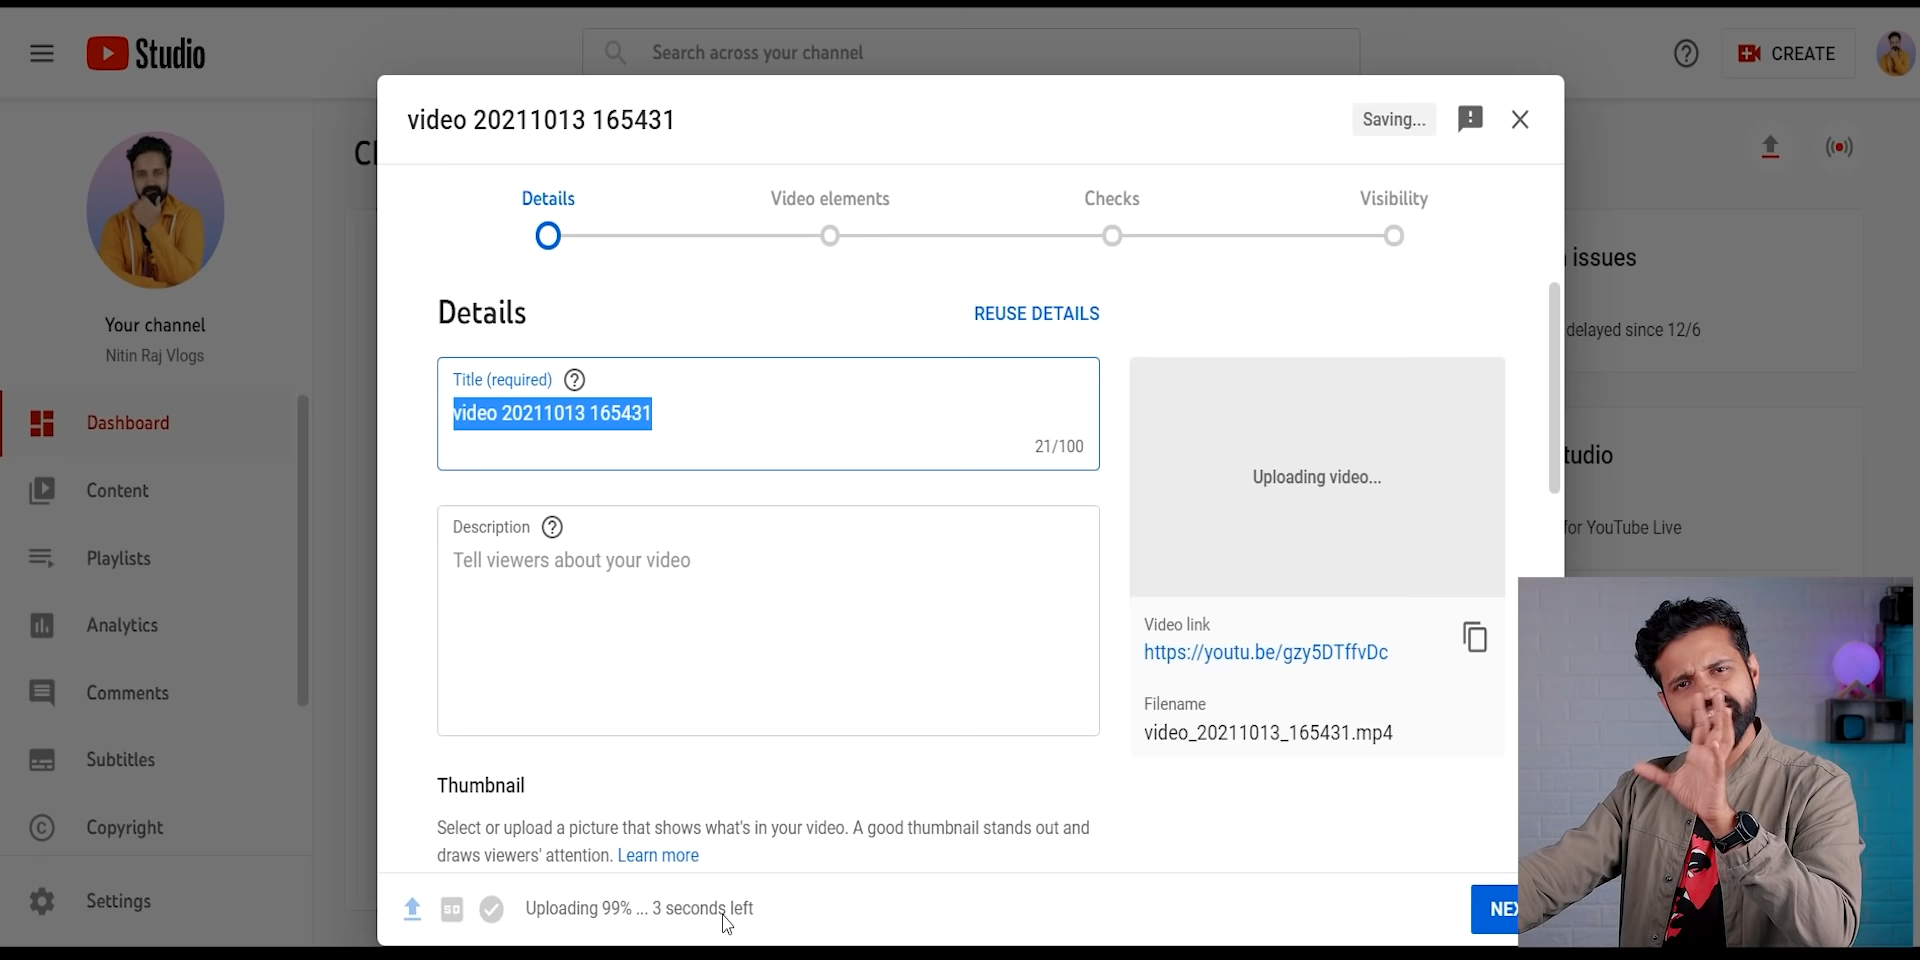 Studio
Search across your channel
CREATE
video 20211013 165431
Saving...
Details
Video elements
Checks
Visibility
Your channel
Nitin Raj Vlogs
Dashboard
Content
Playlists
Analytics
Comments
Subtitles
Copyright
Settings
Details
REUSE DETAILS
Title (required)
video 20211013 165431
21/100
Description
Tell viewers about your video
Uploading video...
Video link
https://youtu.be/gzy5DTffvDc
Filename
video_20211013_165431.mp4
Thumbnail
Select or upload a picture that shows what's in your video. A good thumbnail stands out and
draws viewers' attention. Learn more
SD
Uploading 99% ... 3 seconds left
issues
delayed since 12/6
tudio
for YouTube Live